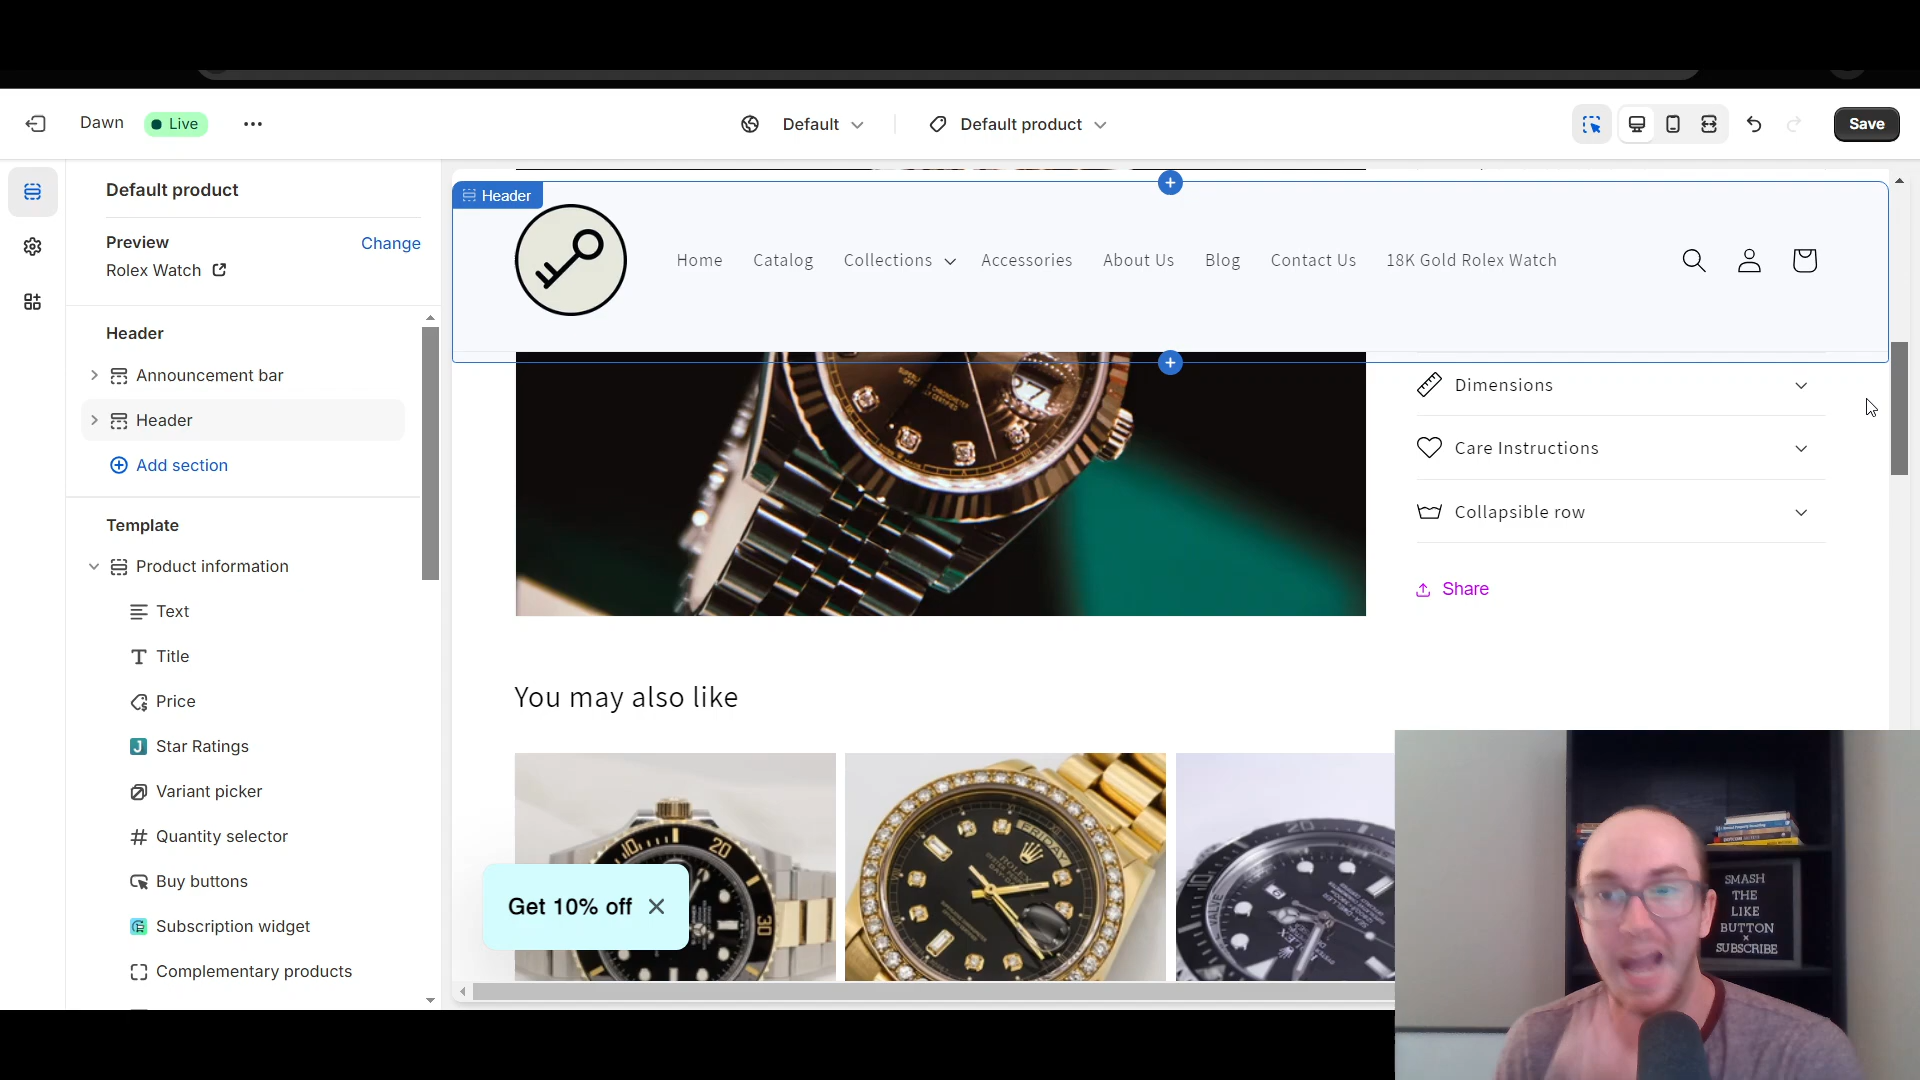 Dawn
Live
Default
Default product
Save
Default product
Preview
Change
Rolex Watch
Header
Announcement bar
Header
Add section
Template
Product information
Text
Title
Price
Star Ratings
Variant picker
Quantity selector
Buy buttons
Subscription widget
Complementary products
Header
Home
Catalog
Collections
Accessories
About Us
Blog
Contact Us
18K Gold Rolex Watch
Dimensions
Care Instructions
Collapsible row
Share
You may also like
Get 10% off
FRIDAY
SMASH
THE
LIKE
BUTTON
SUBSCRIBE